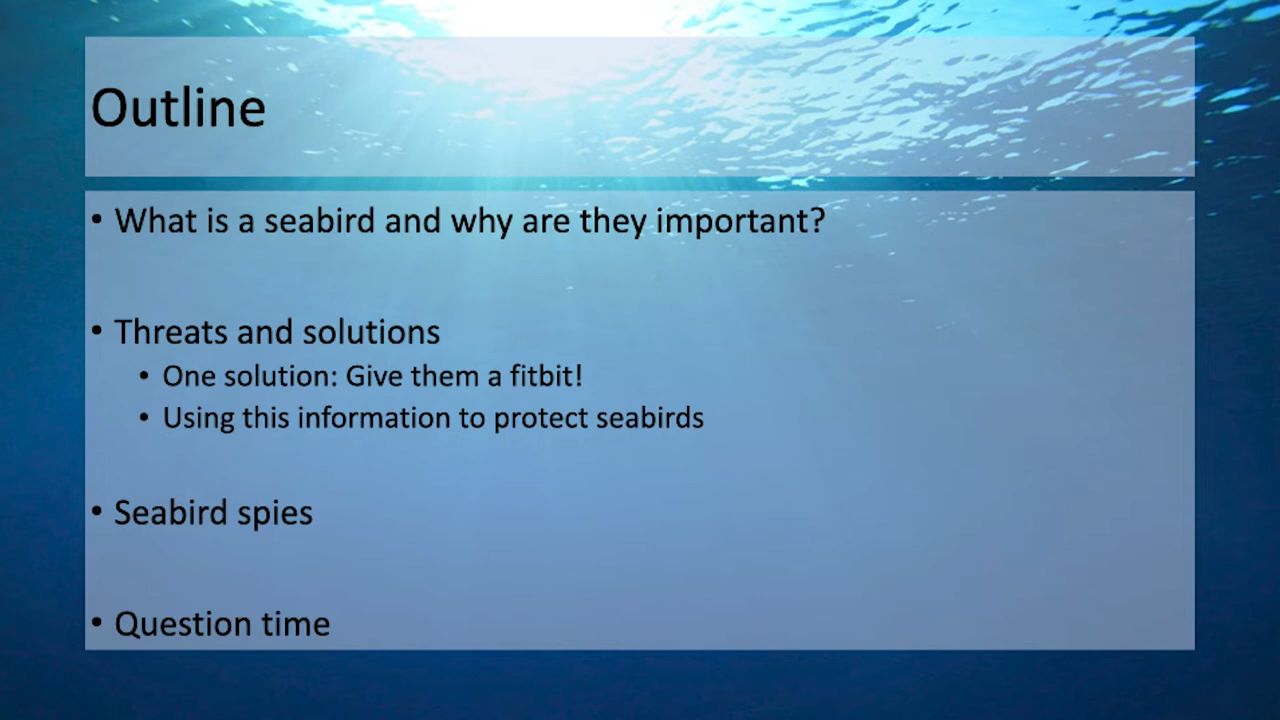 Outline
• What is a seabird and why are they important?
• Threats and solutions
• One solution: Give them a fitbit!
• Using this information to protect seabirds
• Seabird spies
• Question time